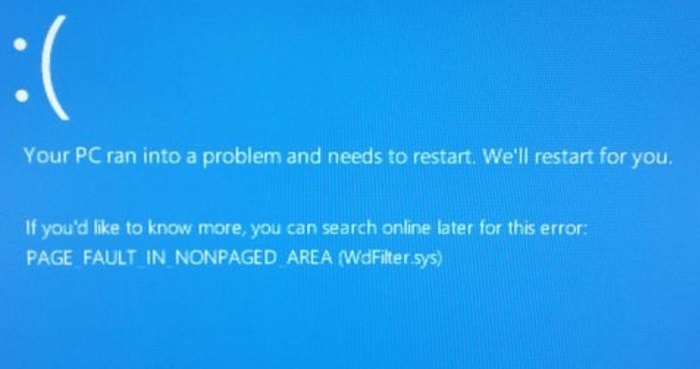 :(
Your PC ran into a problem and needs to restart. We'll restart for you.
If you'd like to know more, you can search online later for this error:
PAGE_FAULT_IN_NONPAGED_AREA (WdFilter.sys)